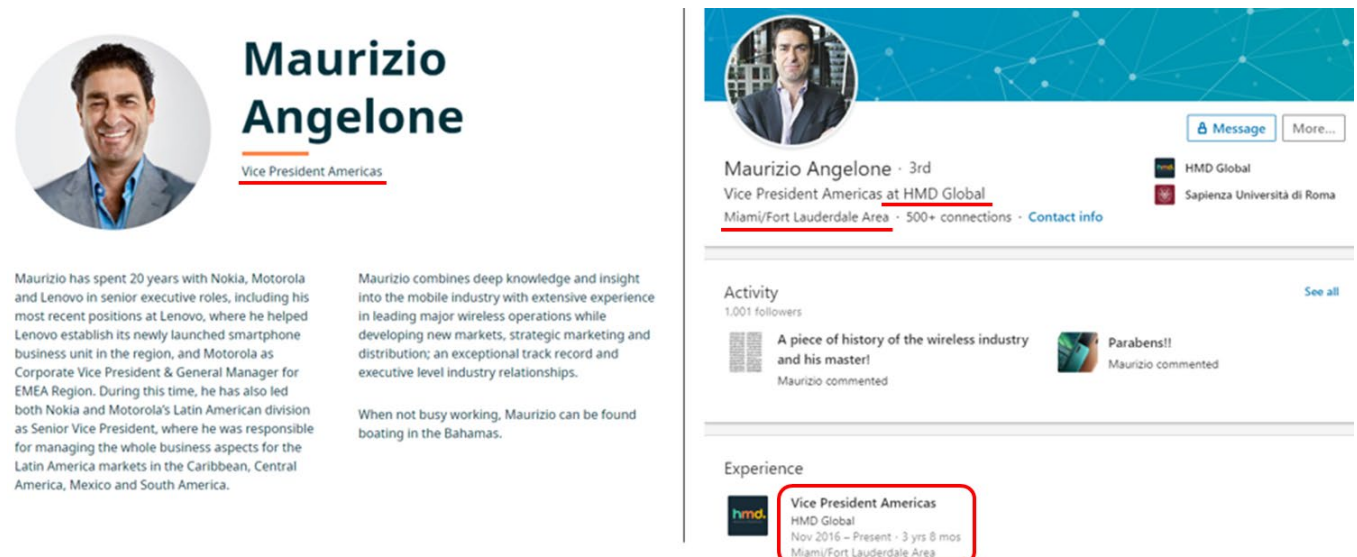 Maurizio
Angelone
Vice President Americas
Maurizio has spent 20 years with Nokia, Motorola
and Lenovo in senior executive roles, including his
most recent positions at Lenovo, where he helped
Lenovo establish its newly launched smartphone
business unit in the region, and Motorola as
Corporate Vice President & General Manager for
EMEA Region. During this time, he has also led
both Nokia and Motorola's Latin American division
as Senior Vice President, where he was responsible
for managing the whole business aspects for the
Latin America markets in the Caribbean, Central
America, Mexico and South America.
Maurizio combines deep knowledge and insight
into the mobile industry with extensive experience
in leading major wireless operations while
developing new markets, strategic marketing and
distribution; an exceptional track record and
executive level industry relationships.
When not busy working, Maurizio can be found
boating in the Bahamas.
Message
More...
Maurizio Angelone · 3rd
Vice President Americas at HMD Global
Miami/Fort Lauderdale Area · 500+ connections · Contact info
HMD Global
Sapienza Università di Roma
Activity
See all
1.001 followers
A piece of history of the wireless industry
and his master!
Maurizio commented
Parabens!!
Maurizio commented
Experience
hmd.
Vice President Americas
HMD Global
Nov 2016 – Present · 3 yrs 8 mos
Miami/Fort Lauderdale Area